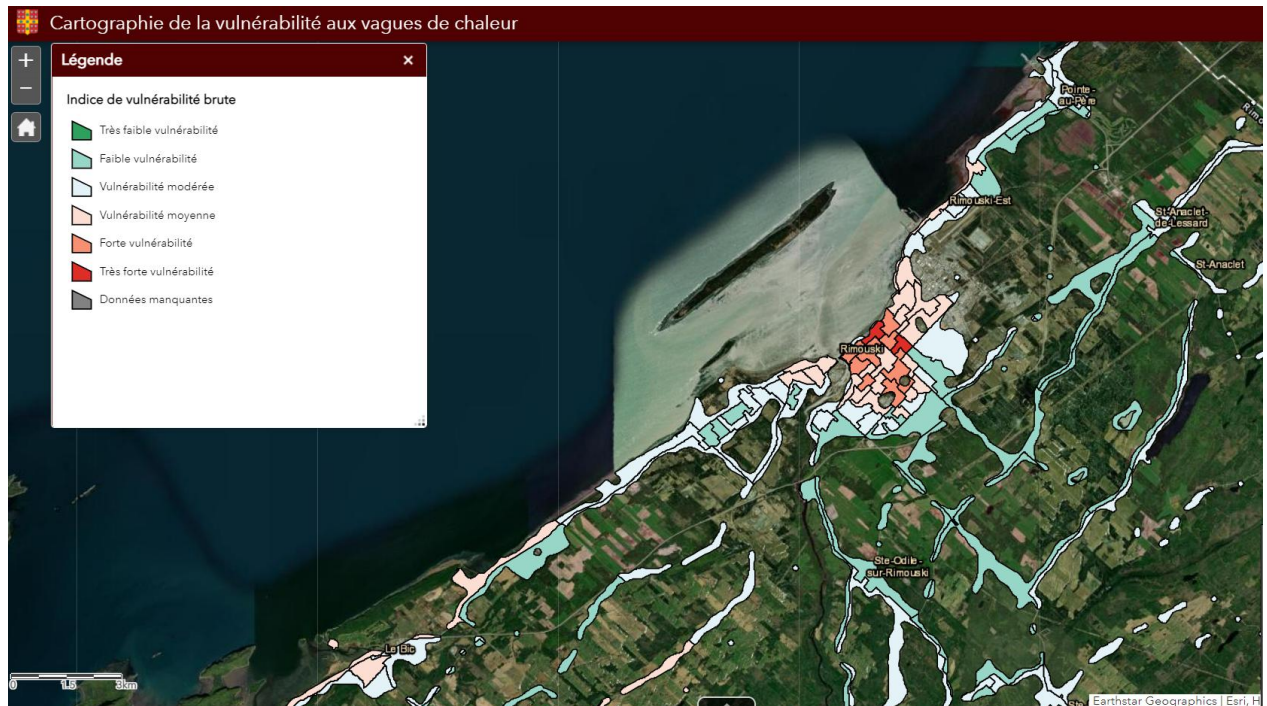 Cartographie de la vulnérabilité aux vagues de chaleur
+
Légende
×
−
Indice de vulnérabilité brute
Très faible vulnérabilité
Faible vulnérabilité
Vulnérabilité modérée
Vulnérabilité moyenne
Forte vulnérabilité
Très forte vulnérabilité
Données manquantes
Pointe-
au-Père
Rimo
Rimouski-Est
St-Anaclet-
de-Lessard
St-Anaclet
Rimouski
Ste-Odile-
sur-Rimouski
Le Bic
0 1.5 3km
Ste-
Earthstar Geographics | Esri, H